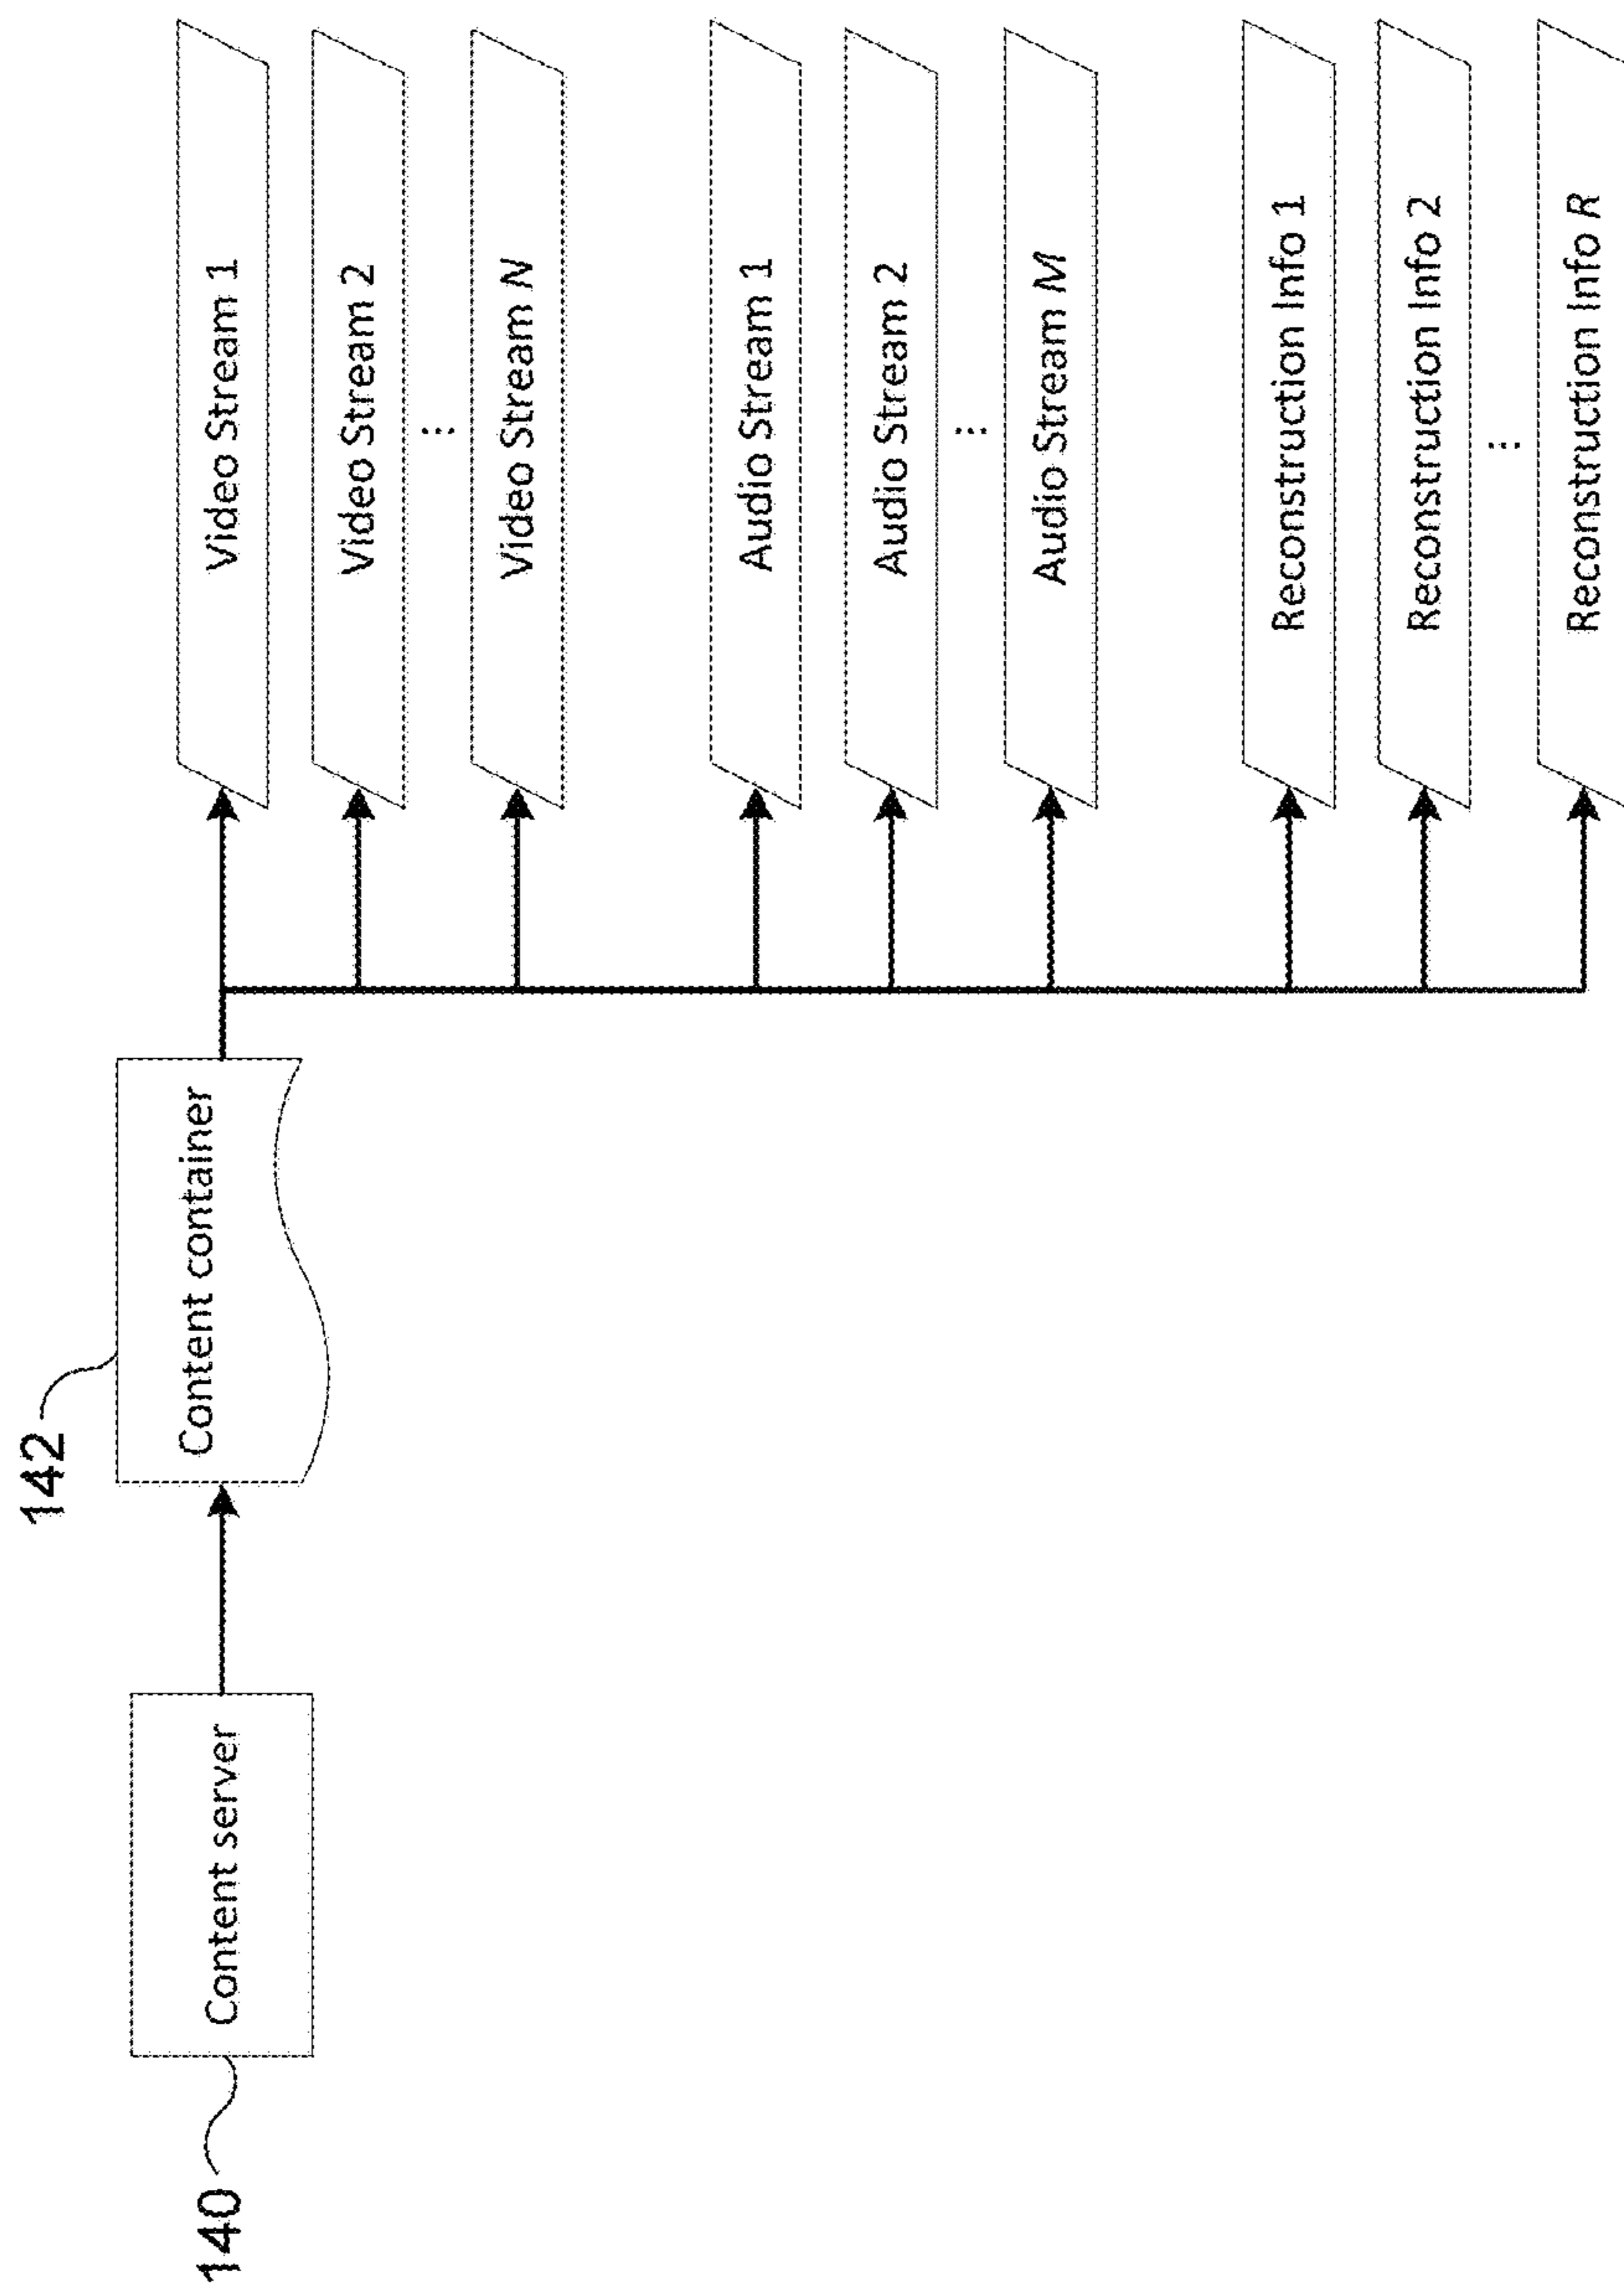 140
Content server
142
Content container
Video Stream 1
Video Stream 2
...
Video Stream N
Audio Stream 1
Audio Stream 2
...
Audio Stream M
Reconstruction Info 1
Reconstruction Info 2
...
Reconstruction Info R